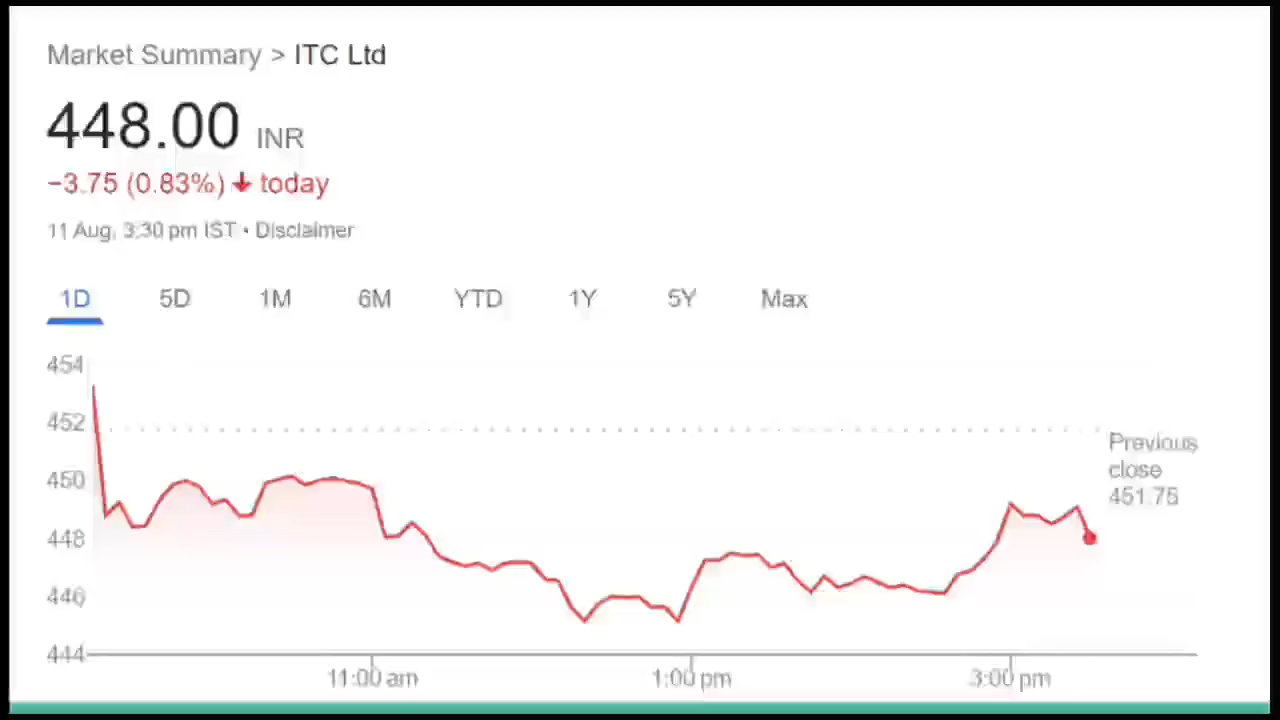 Market Summary > ITC Ltd
448.00 INR
−3.75 (0.83%) ↓ today
11 Aug, 3:30 pm IST • Disclaimer
1D 5D 1M 6M YTD 1Y 5Y Max
454
452
450
448
446
444
Previous
close
451.75
11:00 am 1:00 pm 3:00 pm